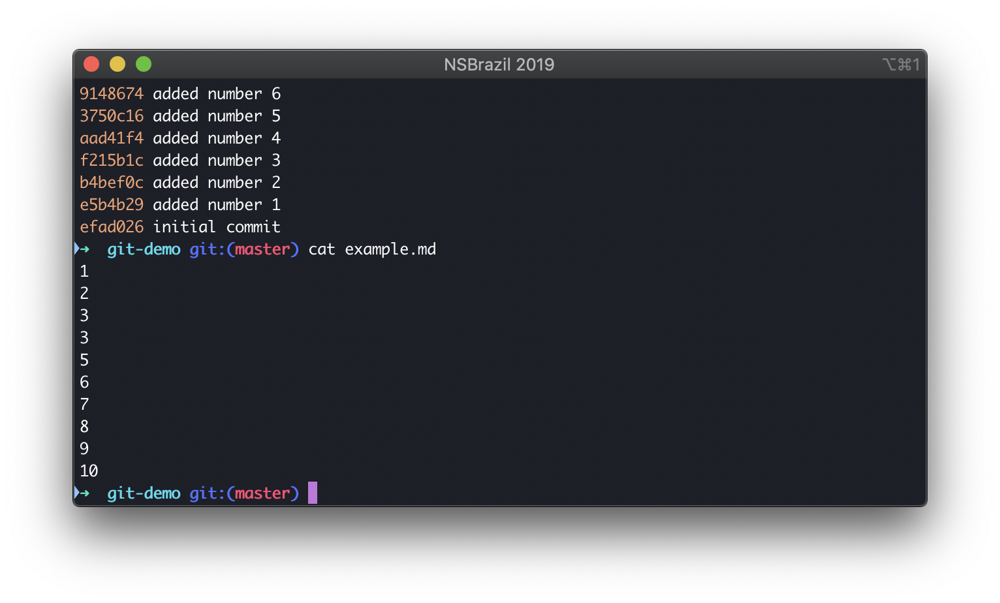 NSBrazil 2019 ⌥⌘1
9148674 added number 6
3750c16 added number 5
aad41f4 added number 4
f215b1c added number 3
b4bef0c added number 2
e5b4b29 added number 1
efad026 initial commit
➜ git-demo git:(master) cat example.md
1
2
3
3
5
6
7
8
9
10
➜ git-demo git:(master)